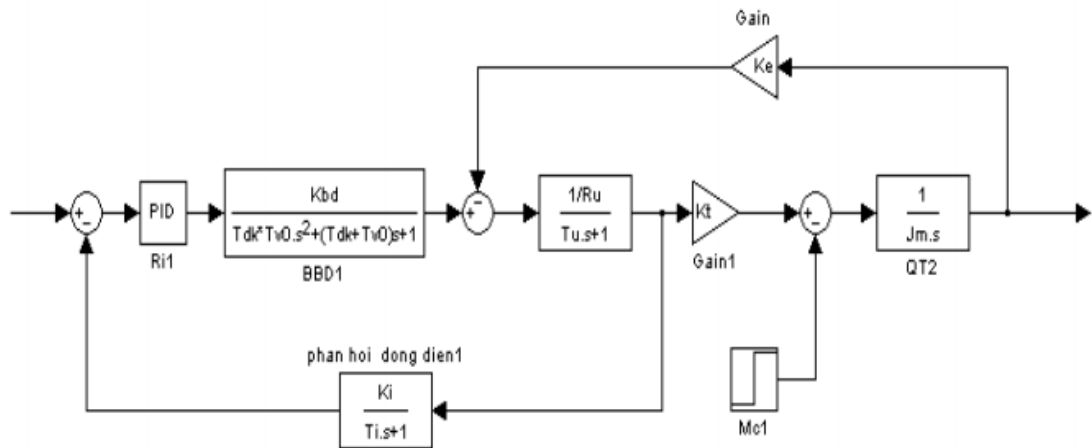 Gain
Ke
+
−
PID
Ri1
Kbd
Tdk*Tv0.s²+(Tdk+Tv0)s+1
BBD1
+
−
1/Ru
Tu.s+1
Kt
Gain1
+
−
1
Jm.s
QT2
phan hoi dong dien1
Ki
Ti.s+1
Mc1